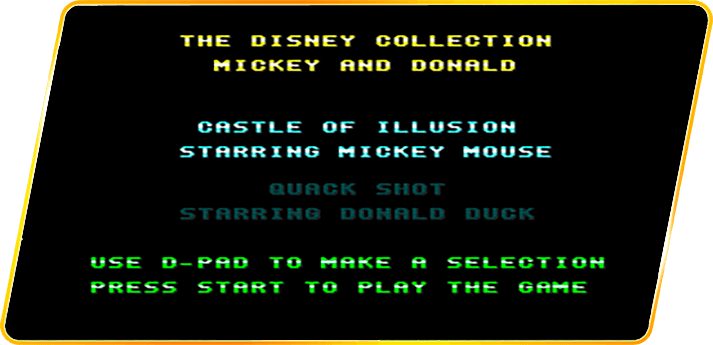 THE DISNEY COLLECTION
MICKEY AND DONALD
CASTLE OF ILLUSION
STARRING MICKEY MOUSE
QUACK SHOT
STARRING DONALD DUCK
USE D-PAD TO MAKE A SELECTION
PRESS START TO PLAY THE GAME